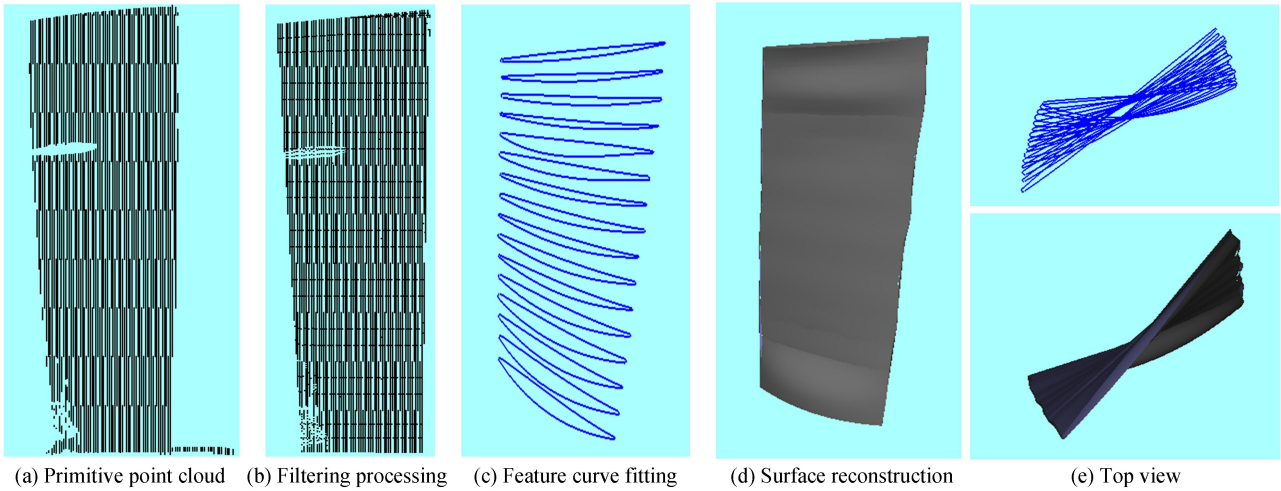 (a) Primitive point cloud
(b) Filtering processing
(c) Feature curve fitting
(d) Surface reconstruction
(e) Top view